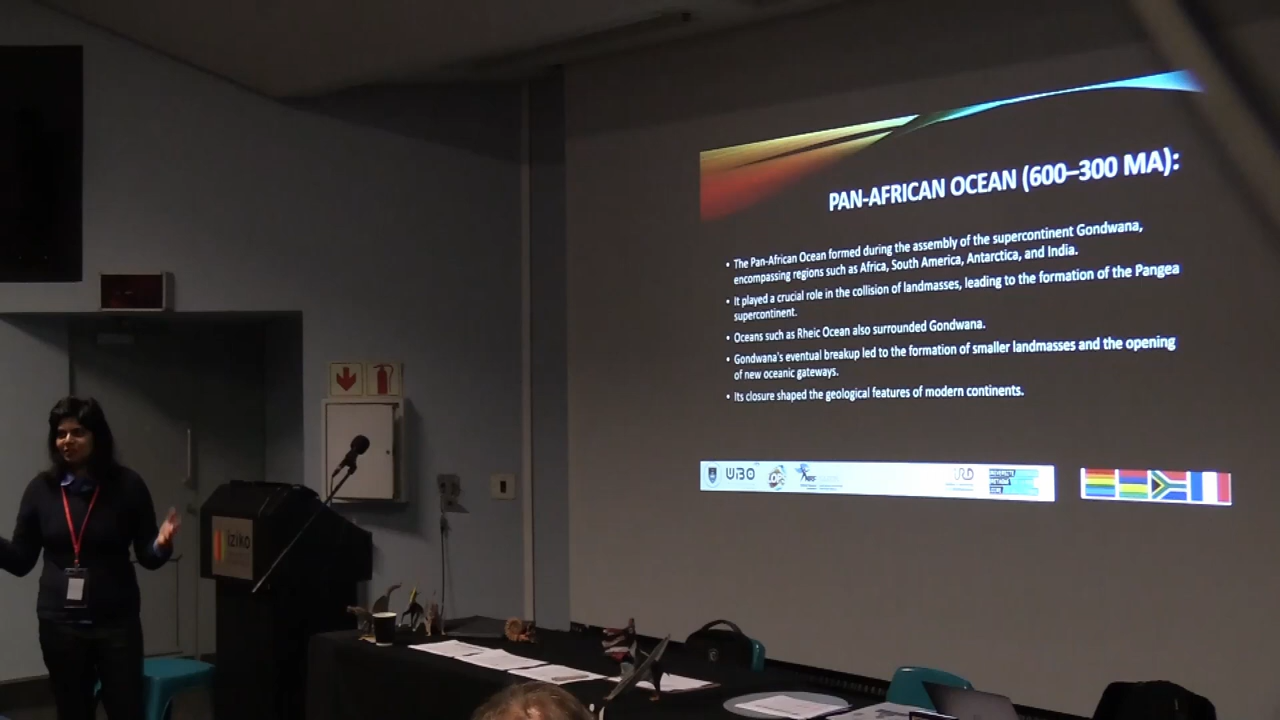 PAN-AFRICAN OCEAN (600–300 MA):
• The Pan-African Ocean formed during the assembly of the supercontinent Gondwana,
encompassing regions such as Africa, South America, Antarctica, and India.
• It played a crucial role in the collision of landmasses, leading to the formation of the Pangea
supercontinent.
• Oceans such as Rheic Ocean also surrounded Gondwana.
• Gondwana's eventual breakup led to the formation of smaller landmasses and the opening
of new oceanic gateways.
• Its closure shaped the geological features of modern continents.
UBO
IRD
iziko